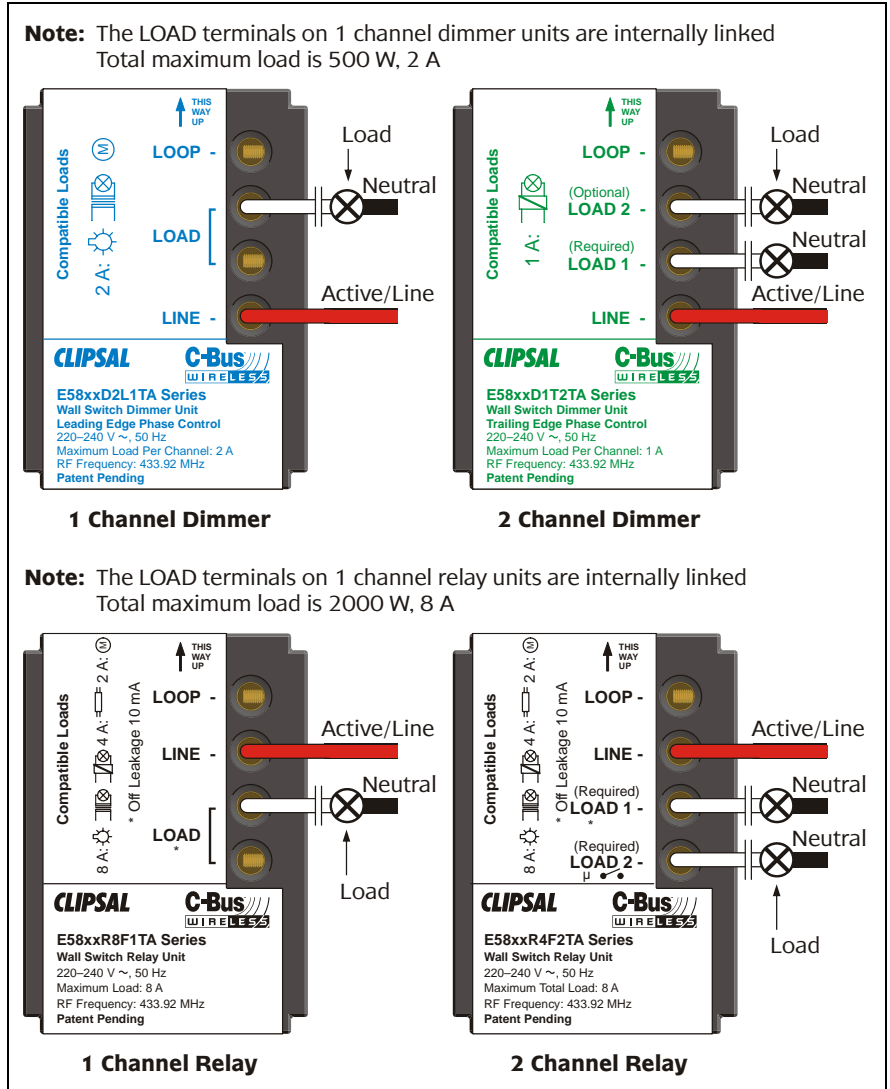 Note: The LOAD terminals on 1 channel dimmer units are internally linked
Total maximum load is 500 W, 2 A
THIS
WAY
UP
Compatible Loads
2 A:
M
LOOP -
LOAD
LINE -
Load
Neutral
Active/Line
CLIPSAL
C-Bus
WIRELESS
E58xxD2L1TA Series
Wall Switch Dimmer Unit
Leading Edge Phase Control
220–240 V ~, 50 Hz
Maximum Load Per Channel: 2 A
RF Frequency: 433.92 MHz
Patent Pending
1 Channel Dimmer
THIS
WAY
UP
Compatible Loads
1 A:
LOOP -
(Optional)
LOAD 2 -
(Required)
LOAD 1 -
LINE -
Load
Neutral
Neutral
Active/Line
CLIPSAL
C-Bus
WIRELESS
E58xxD1T2TA Series
Wall Switch Dimmer Unit
Trailing Edge Phase Control
220–240 V ~, 50 Hz
Maximum Load Per Channel: 1 A
RF Frequency: 433.92 MHz
Patent Pending
2 Channel Dimmer
Note: The LOAD terminals on 1 channel relay units are internally linked
Total maximum load is 2000 W, 8 A
THIS
WAY
UP
Compatible Loads
8 A: 4 A: 2 A: M
* Off Leakage 10 mA
LOOP -
LINE -
LOAD
*
Active/Line
Neutral
Load
CLIPSAL
C-Bus
WIRELESS
E58xxR8F1TA Series
Wall Switch Relay Unit
220–240 V ~, 50 Hz
Maximum Load: 8 A
RF Frequency: 433.92 MHz
Patent Pending
1 Channel Relay
THIS
WAY
UP
Compatible Loads
8 A: 4 A: 2 A: M
* Off Leakage 10 mA
LOOP -
LINE -
(Required)
LOAD 1 -
*
(Required)
LOAD 2 -
µ
Active/Line
Neutral
Neutral
Load
CLIPSAL
C-Bus
WIRELESS
E58xxR4F2TA Series
Wall Switch Relay Unit
220–240 V ~, 50 Hz
Maximum Total Load: 8 A
RF Frequency: 433.92 MHz
Patent Pending
2 Channel Relay